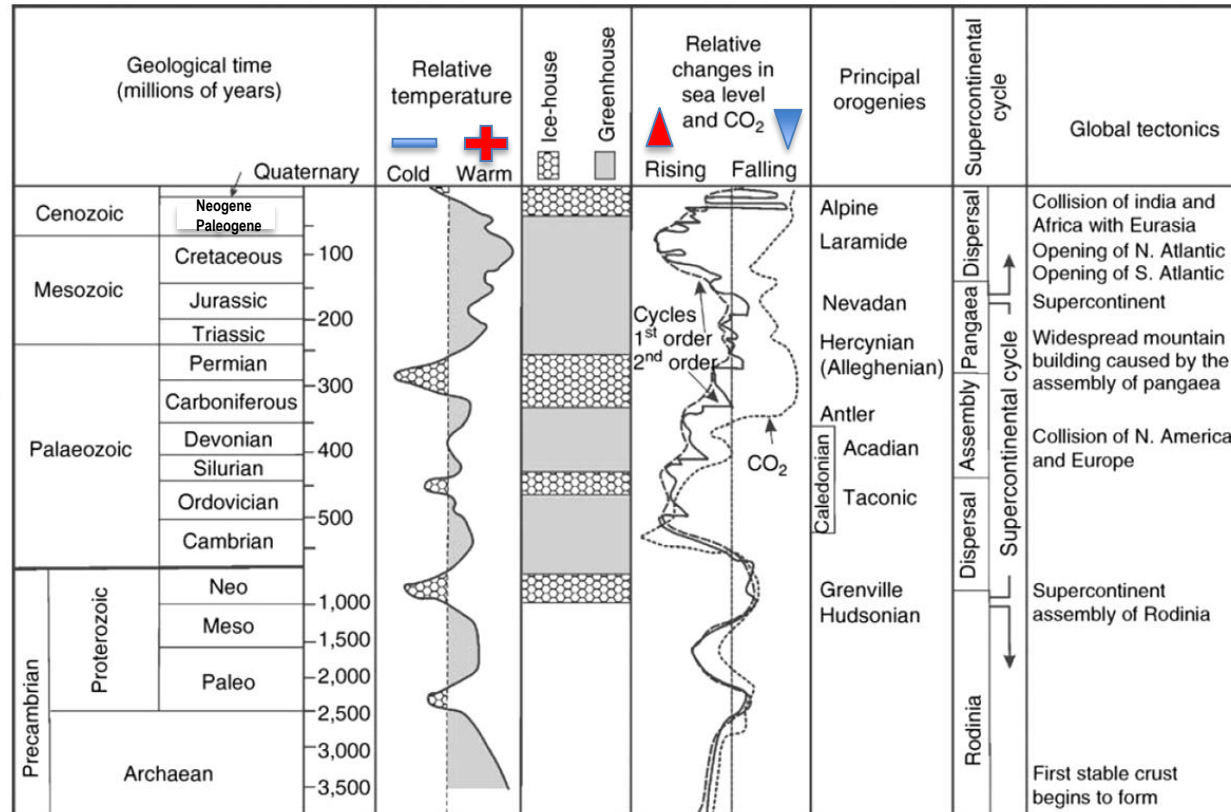 Geological time
(millions of years)
Relative
temperature
Cold
Warm
Ice-house
Greenhouse
Relative
changes in
sea level
and CO₂
Rising
Falling
Principal
orogenies
Supercontinental
cycle
Global tectonics
Quaternary
Cenozoic
Neogene
Paleogene
Mesozoic
Cretaceous
Jurassic
Triassic
Palaeozoic
Permian
Carboniferous
Devonian
Silurian
Ordovician
Cambrian
Precambrian
Proterozoic
Neo
Meso
Paleo
Archaean
100
200
300
400
500
1,000
1,500
2,000
2,500
3,000
3,500
Cycles
1st order
2nd order
CO₂
Alpine
Laramide
Nevadan
Hercynian
(Alleghenian)
Antler
Caledonian
Acadian
Taconic
Grenville
Hudsonian
Dispersal
Pangaea
Assembly
Dispersal
Rodinia
Supercontinental cycle
Collision of india and
Africa with Eurasia
Opening of N. Atlantic
Opening of S. Atlantic
Supercontinent
Widespread mountain
building caused by the
assembly of pangaea
Collision of N. America
and Europe
Supercontinent
assembly of Rodinia
First stable crust
begins to form